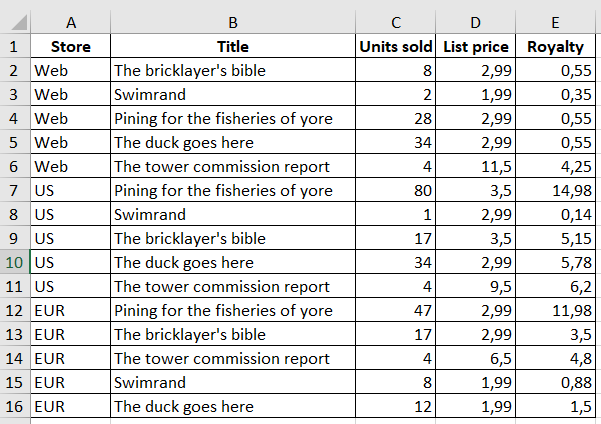 A B C D E
1 Store Title Units sold List price Royalty
2 Web The bricklayer's bible 8 2,99 0,55
3 Web Swimrand 2 1,99 0,35
4 Web Pining for the fisheries of yore 28 2,99 0,55
5 Web The duck goes here 34 2,99 0,55
6 Web The tower commission report 4 11,5 4,25
7 US Pining for the fisheries of yore 80 3,5 14,98
8 US Swimrand 1 2,99 0,14
9 US The bricklayer's bible 17 3,5 5,15
10 US The duck goes here 34 2,99 5,78
11 US The tower commission report 4 9,5 6,2
12 EUR Pining for the fisheries of yore 47 2,99 11,98
13 EUR The bricklayer's bible 17 2,99 3,5
14 EUR The tower commission report 4 6,5 4,8
15 EUR Swimrand 8 1,99 0,88
16 EUR The duck goes here 12 1,99 1,5